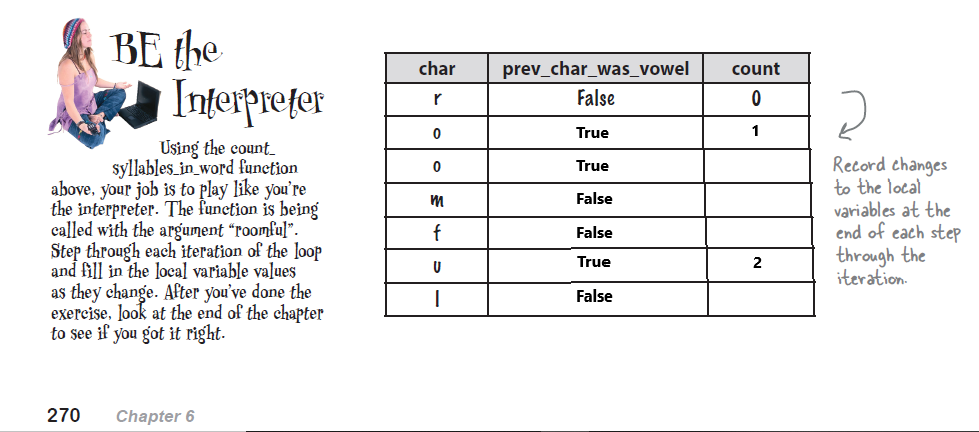 BE the
Interpreter
Using the count_
syllables_in_word function
above, your job is to play like you're
the interpreter. The function is being
called with the argument “roomful”.
Step through each iteration of the loop
and fill in the local variable values
as they change. After you've done the
exercise, look at the end of the chapter
to see if you got it right.
char prev_char_was_vowel count
r False 0
o True 1
o True
m False
f False
u True 2
l False
Record changes
to the local
variables at the
end of each step
through the
iteration.
270 Chapter 6